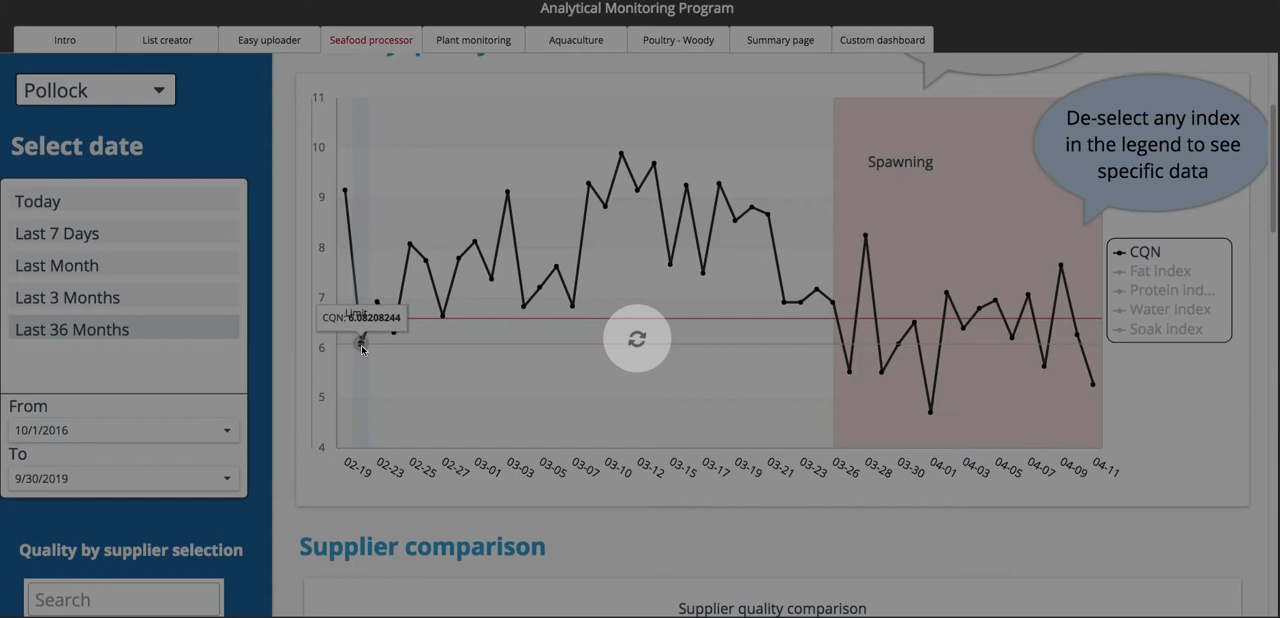 Analytical Monitoring Program
Intro
List creator
Easy uploader
Seafood processor
Plant monitoring
Aquaculture
Poultry - Woody
Summary page
Custom dashboard
Pollock
Select date
Today
Last 7 Days
Last Month
Last 3 Months
Last 36 Months
From
10/1/2016
To
9/30/2019
Quality by supplier selection
Search
De-select any index
in the legend to see
specific data
11
10
9
8
7
6
5
4
Spawning
Limit
CQN: 6.08208244
CQN
Fat index
Protein ind...
Water index
Soak index
02-19
02-23
02-25
02-27
03-01
03-03
03-05
03-07
03-10
03-12
03-15
03-17
03-19
03-21
03-23
03-26
03-28
03-30
04-01
04-03
04-05
04-07
04-09
04-11
Supplier comparison
Supplier quality comparison